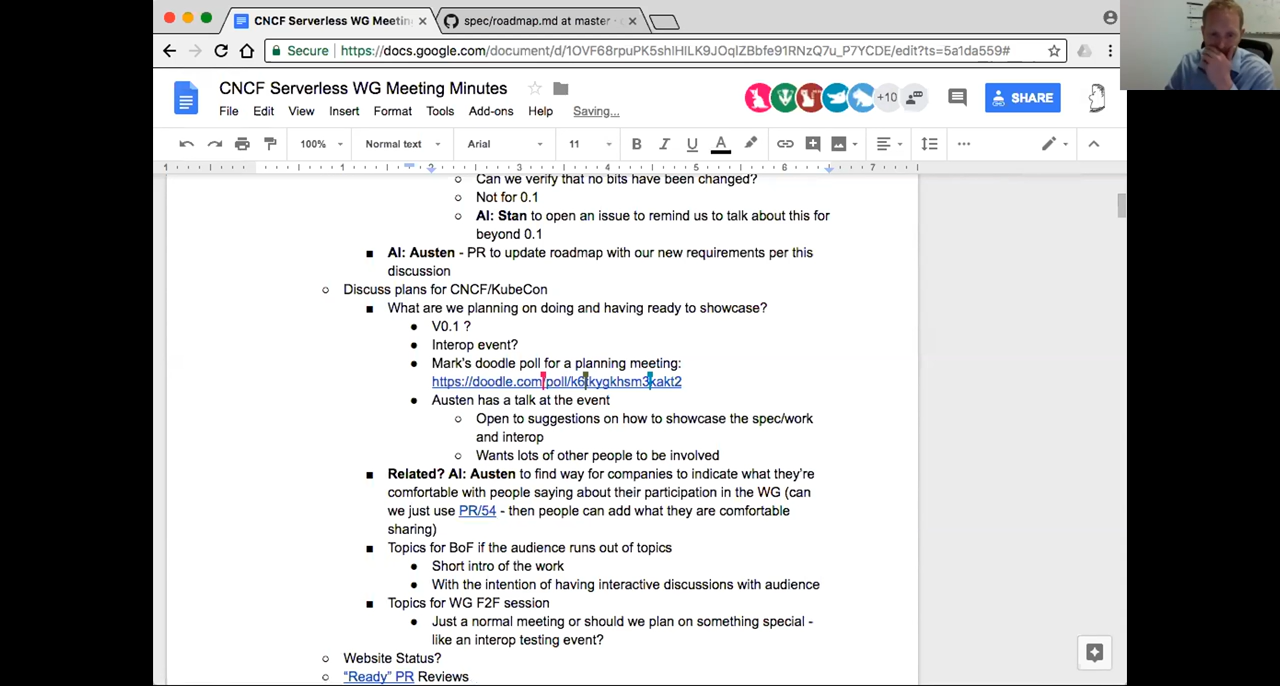 CNCF Serverless WG Meetin
spec/roadmap.md at master
Secure https://docs.google.com/document/d/1OVF68rpuPK5shlHlLK9JOqlZBbfe91RNzQ7u_P7YCDE/edit?ts=5a1da559#
CNCF Serverless WG Meeting Minutes
+10
SHARE
File Edit View Insert Format Tools Add-ons Help Saving...
100% Normal text Arial 11 B I U A
1 1 2 3 4 5 6 7
Can we verify that no bits have been changed?
Not for 0.1
AI: Stan to open an issue to remind us to talk about this for
beyond 0.1
AI: Austen - PR to update roadmap with our new requirements per this
discussion
Discuss plans for CNCF/KubeCon
What are we planning on doing and having ready to showcase?
V0.1 ?
Interop event?
Mark's doodle poll for a planning meeting:
https://doodle.com/poll/k6tkygkhsm3kakt2
Austen has a talk at the event
Open to suggestions on how to showcase the spec/work
and interop
Wants lots of other people to be involved
Related? AI: Austen to find way for companies to indicate what they're
comfortable with people saying about their participation in the WG (can
we just use PR/54 - then people can add what they are comfortable
sharing)
Topics for BoF if the audience runs out of topics
Short intro of the work
With the intention of having interactive discussions with audience
Topics for WG F2F session
Just a normal meeting or should we plan on something special -
like an interop testing event?
Website Status?
"Ready" PR Reviews